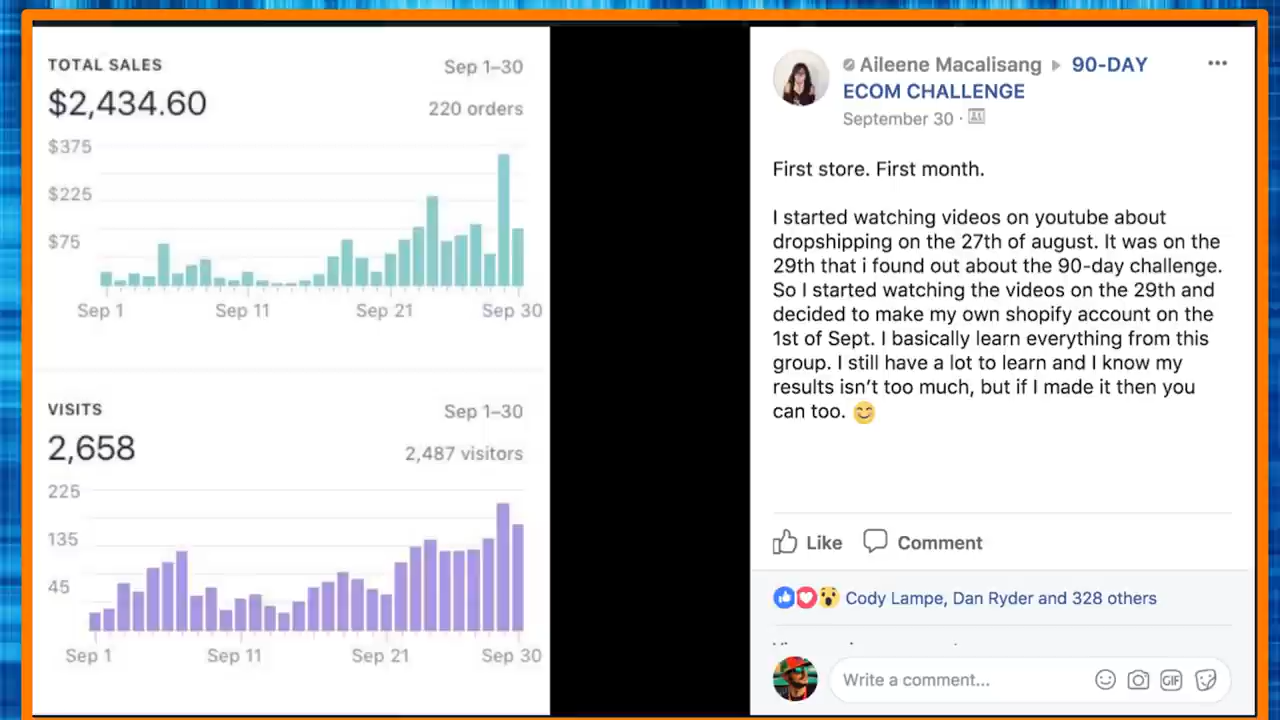 TOTAL SALES
Sep 1–30
$2,434.60
220 orders
$375
$225
$75
Sep 1
Sep 11
Sep 21
Sep 30
VISITS
Sep 1–30
2,658
2,487 visitors
225
135
45
Sep 1
Sep 11
Sep 21
Sep 30
Aileene Macalisang ▸ 90-DAY
ECOM CHALLENGE
September 30 ·
First store. First month.
I started watching videos on youtube about
dropshipping on the 27th of august. It was on the
29th that i found out about the 90-day challenge.
So I started watching the videos on the 29th and
decided to make my own shopify account on the
1st of Sept. I basically learn everything from this
group. I still have a lot to learn and I know my
results isn't too much, but if I made it then you
can too. 😊
Like
Comment
Cody Lampe, Dan Ryder and 328 others
Write a comment...
GIF